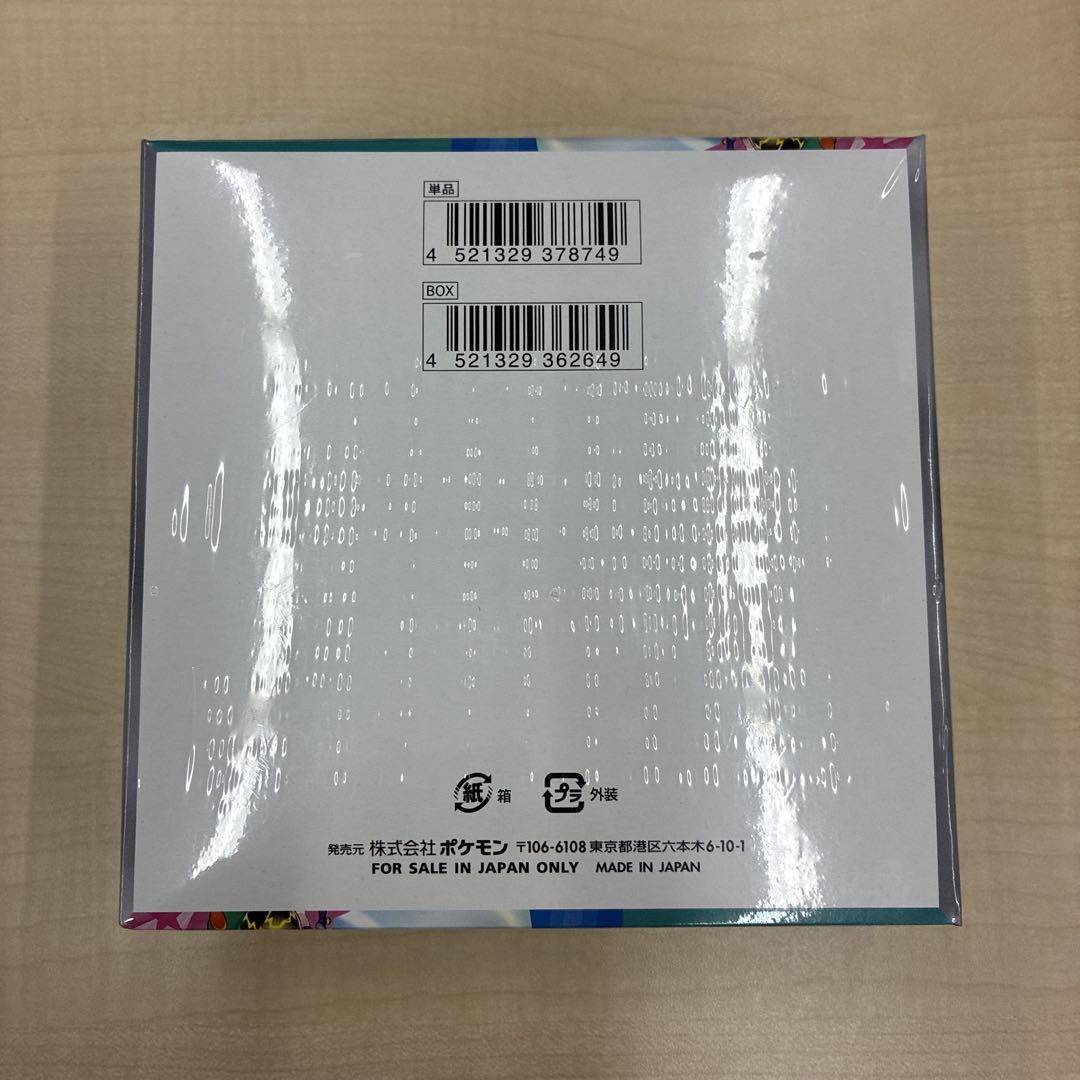 単品
4 521329 378749
BOX
4 521329 362649
紙 箱 プラ 外装
発売元 株式会社 ポケモン 〒106-6108 東京都港区六本木6-10-1
FOR SALE IN JAPAN ONLY MADE IN JAPAN